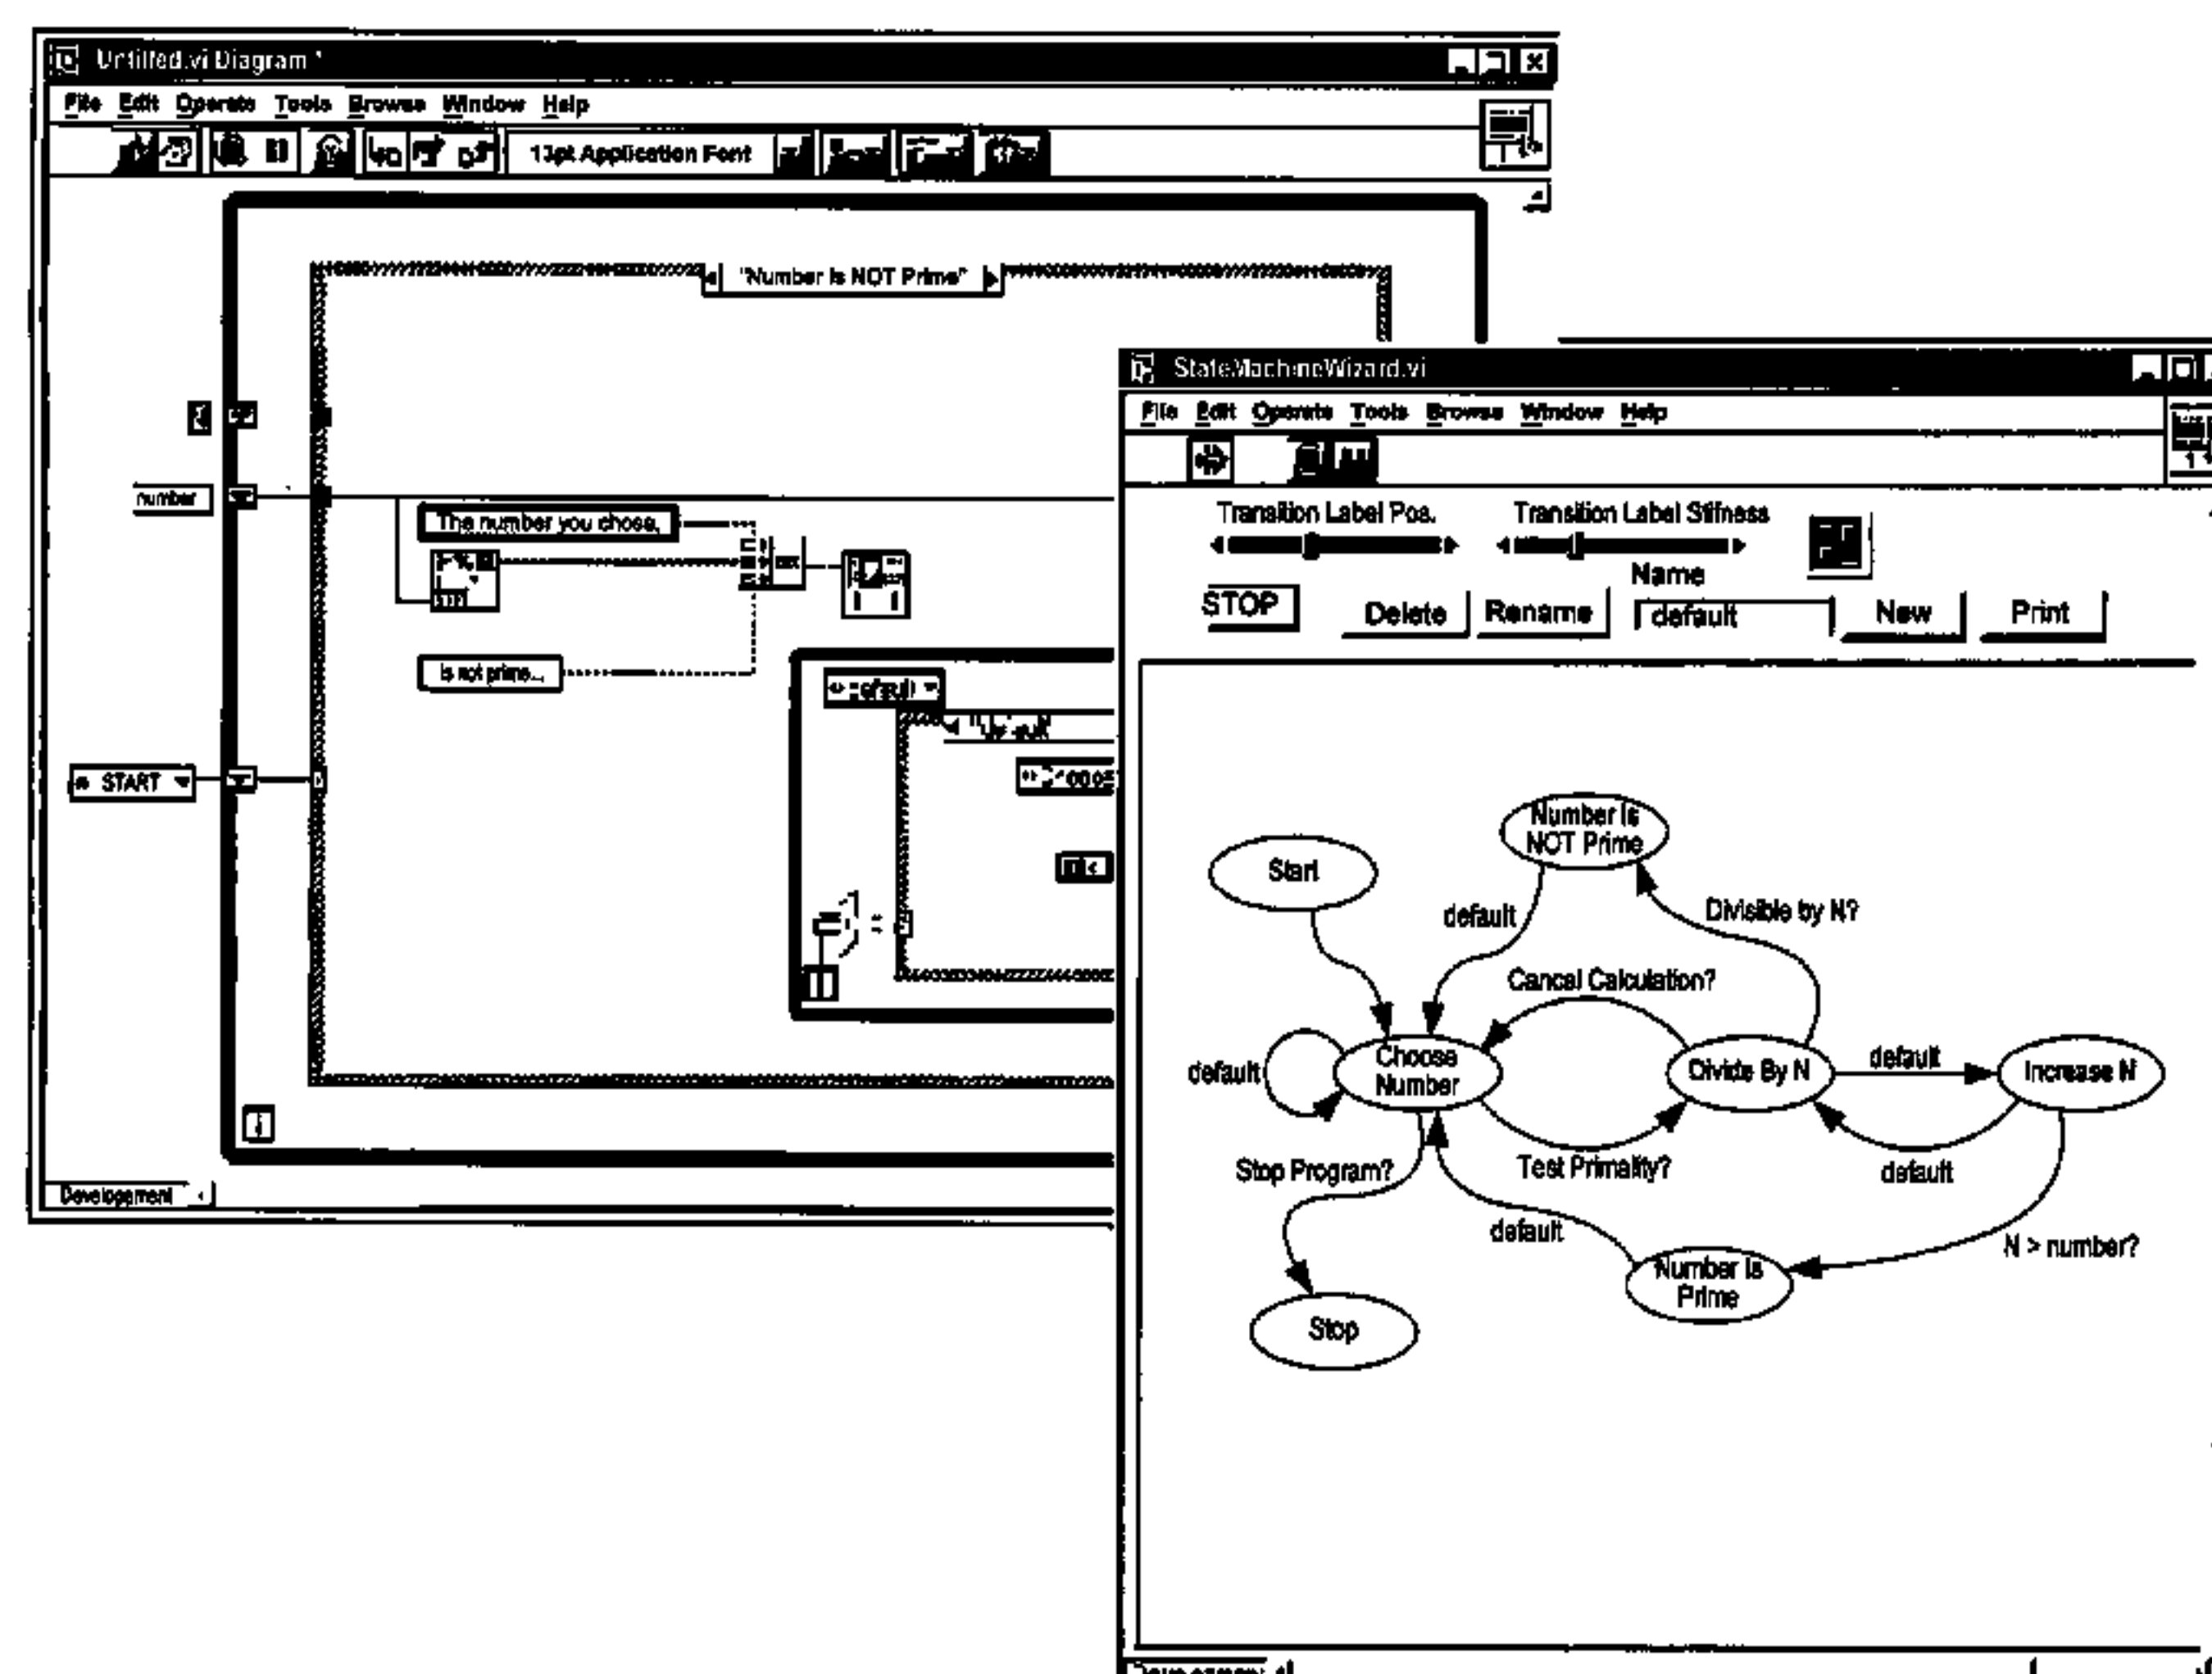 Untitled.vi Diagram *
File Edit Operate Tools Browse Window Help
13pt Application Font
"Number is NOT Prime"
number
The number you chose,
is not prime...
START
Developement
StateMachineWizard.vi
File Edit Operate Tools Browse Window Help
Transition Label Pos. Transition Label Stifness
Name
STOP Delete Rename default New Print
Number is
NOT Prime
Start
default
Divisible by N?
Cancel Calculation?
Choose
Number
default
Divide By N
default
Increase N
Stop Program?
Test Primality?
default
default
N > number?
Number is
Prime
Stop